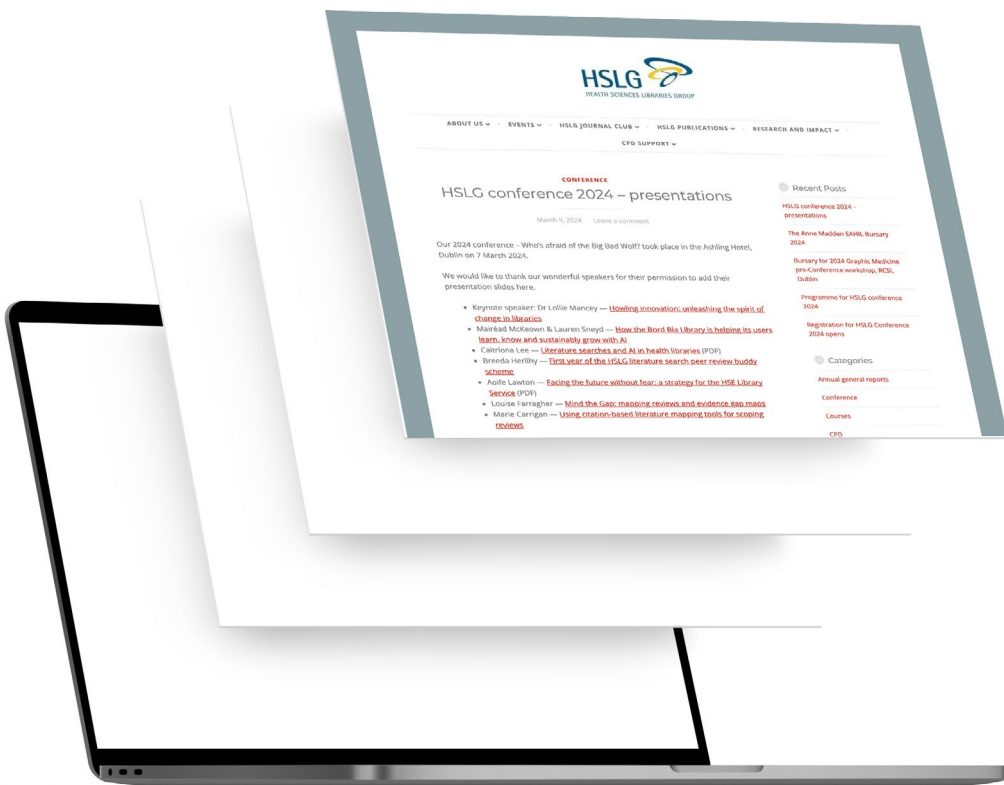 HSLG
HEALTH SCIENCES LIBRARIES GROUP
ABOUT US
EVENTS
HSLG JOURNAL CLUB
HSLG PUBLICATIONS
RESEARCH AND IMPACT
CPD SUPPORT
CONFERENCE
HSLG conference 2024 – presentations
March 9, 2024 · Leave a comment
Our 2024 conference – Who's afraid of the Big Bad Wolf? took place in the Ashling Hotel,
Dublin on 7 March 2024.
We would like to thank our wonderful speakers for their permission to add their
presentation slides here.
• Keynote speaker: Dr Lollie Mancey — Howling innovation: unleashing the spirit of
change in libraries
• Mairéad McKeown & Lauren Sneyd — How the Bord Bia Library is helping its users
learn, know and sustainably grow with AI
• Caitriona Lee — Literature searches and AI in health libraries (PDF)
• Breeda Herlihy — First year of the HSLG literature search peer review buddy
scheme
• Aoife Lawton — Facing the future without fear: a strategy for the HSE Library
Service (PDF)
• Louise Farragher — Mind the Gap: mapping reviews and evidence gap maps
• Marie Carrigan — Using citation-based literature mapping tools for scoping
reviews
Recent Posts
HSLG conference 2024 –
presentations
The Anne Madden EAHIL Bursary
2024
Bursary for 2024 Graphic Medicine
pre-Conference workshop, RCSI,
Dublin
Programme for HSLG conference
2024
Registration for HSLG Conference
2024 opens
Categories
Annual general reports
Conference
Courses
CPD